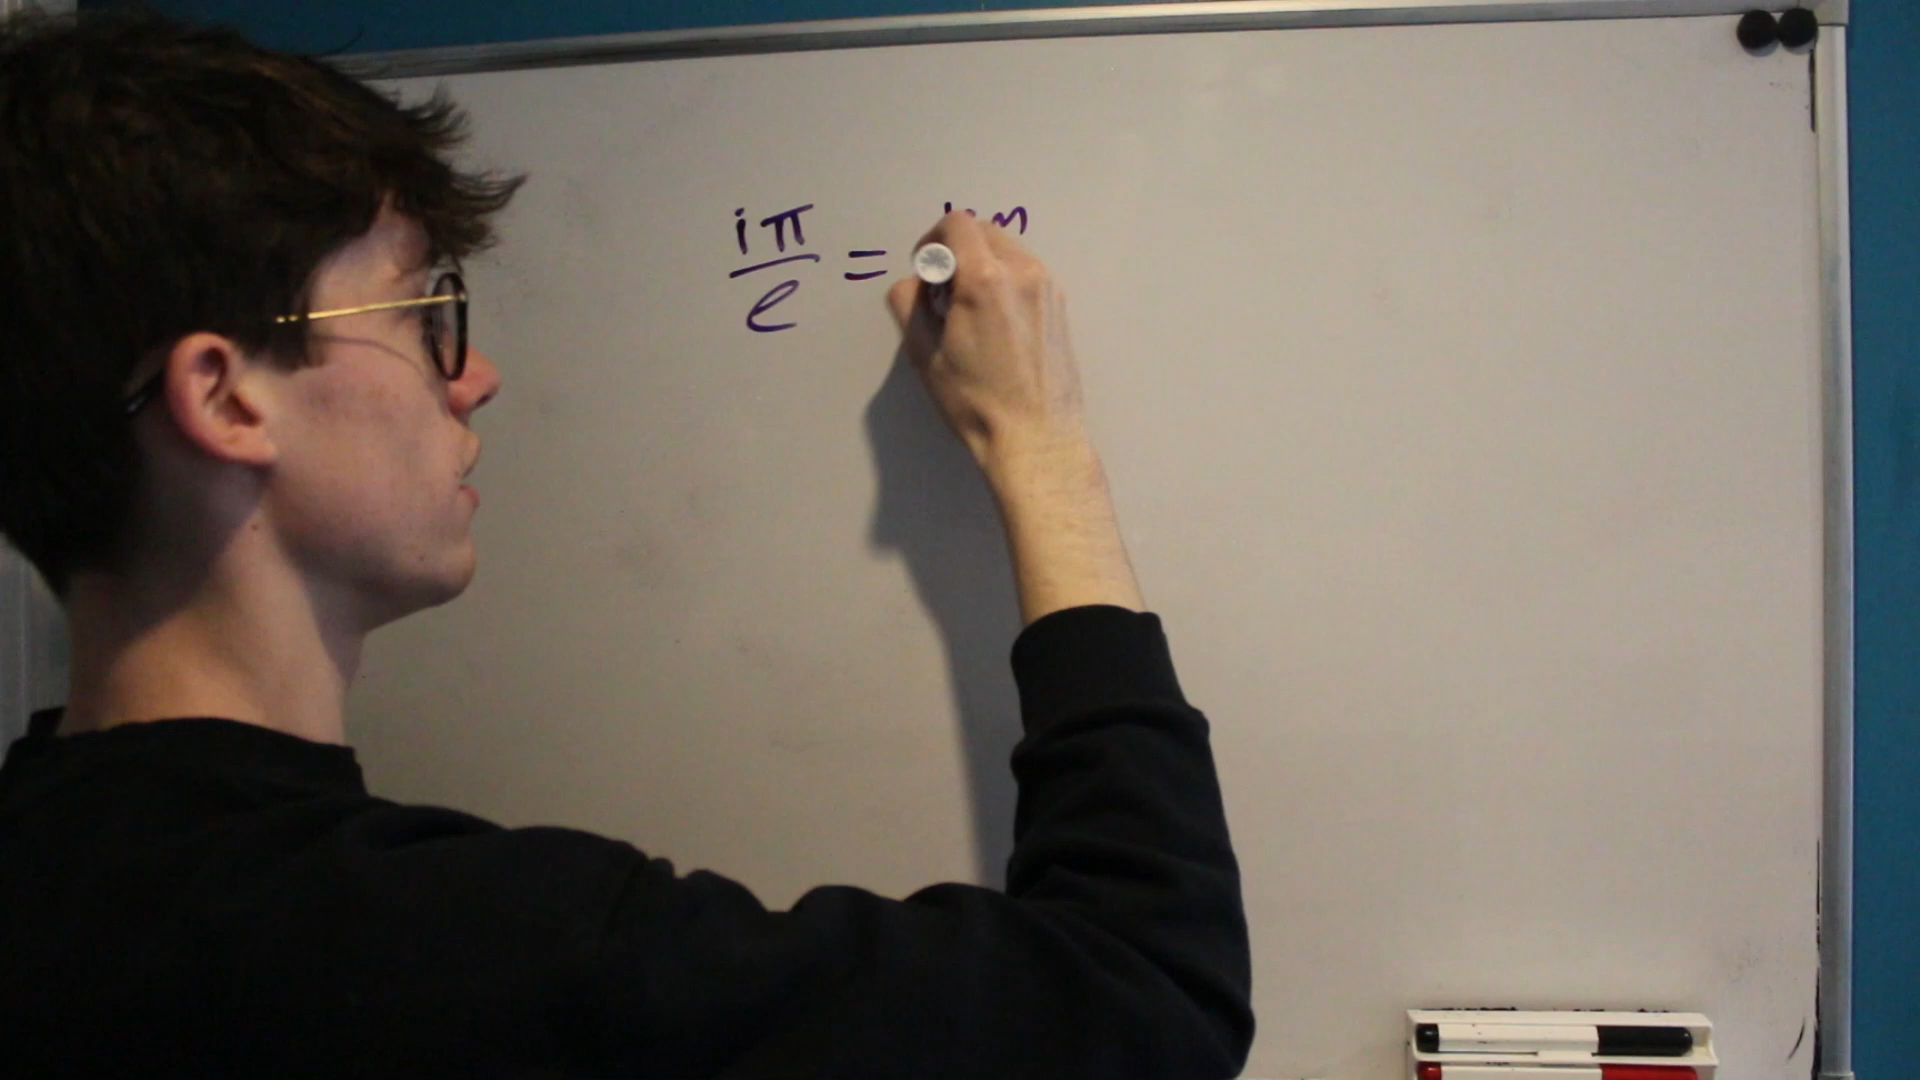 iπ
e =